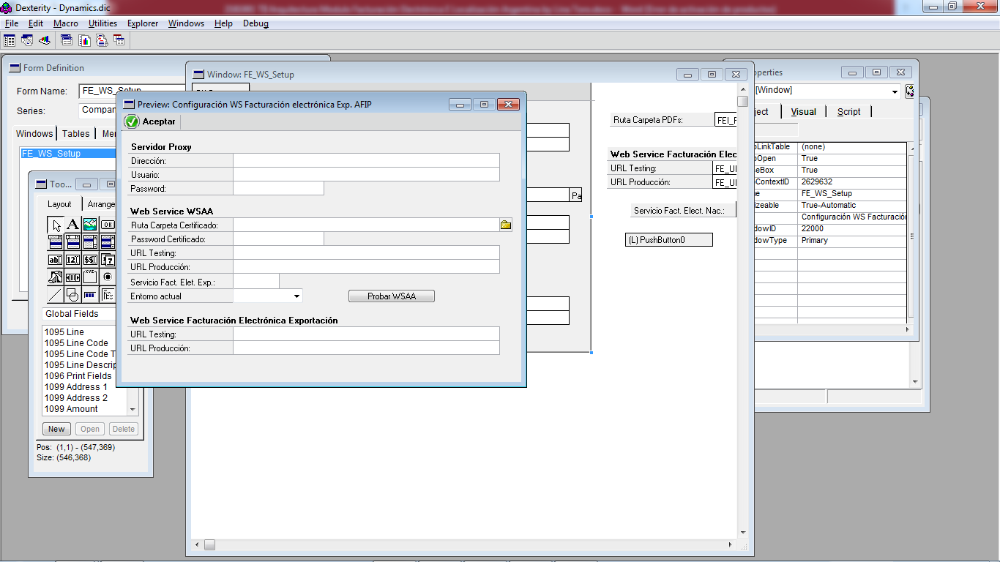 Dexterity - Dynamics.dic
File Edit Macro Utilities Explorer Windows Help Debug
Form Definition
Form Name: FE_WS_Setup
Series: Compan
Windows Tables Me
FE_WS_Setup
Too...
Layout Arrange
Global Fields
1095 Line
1095 Line Code
1095 Line Code T
1095 Line Descrip
1096 Print Fields
1099 Address 1
1099 Address 2
1099 Amount
New Open Delete
Pos: (1,1) - (547,369)
Size: (546,368)
Window: FE_WS_Setup
Preview: Configuración WS Facturación electrónica Exp. AFIP
Aceptar
Servidor Proxy
Dirección:
Usuario:
Password:
Web Service WSAA
Ruta Carpeta Certificado:
Password Certificado:
URL Testing:
URL Producción:
Servicio Fact. Elet. Exp.:
Entorno actual
Probar WSAA
Web Service Facturación Electrónica Exportación
URL Testing:
URL Producción:
Pa
Ruta Carpeta PDFs:
Web Service Facturación Elec
URL Testing: FE_U
URL Producción: FE_U
Servicio Fact. Elect. Nac.:
(L) PushButton0
operties
[Window]
ject Visual Script
oLinkTable (none)
oOpen True
eBox True
oContextID 2629632
e FE_WS_Setup
izeable True-Automatic
Configuración WS Facturación
dowID 22000
dowType Primary